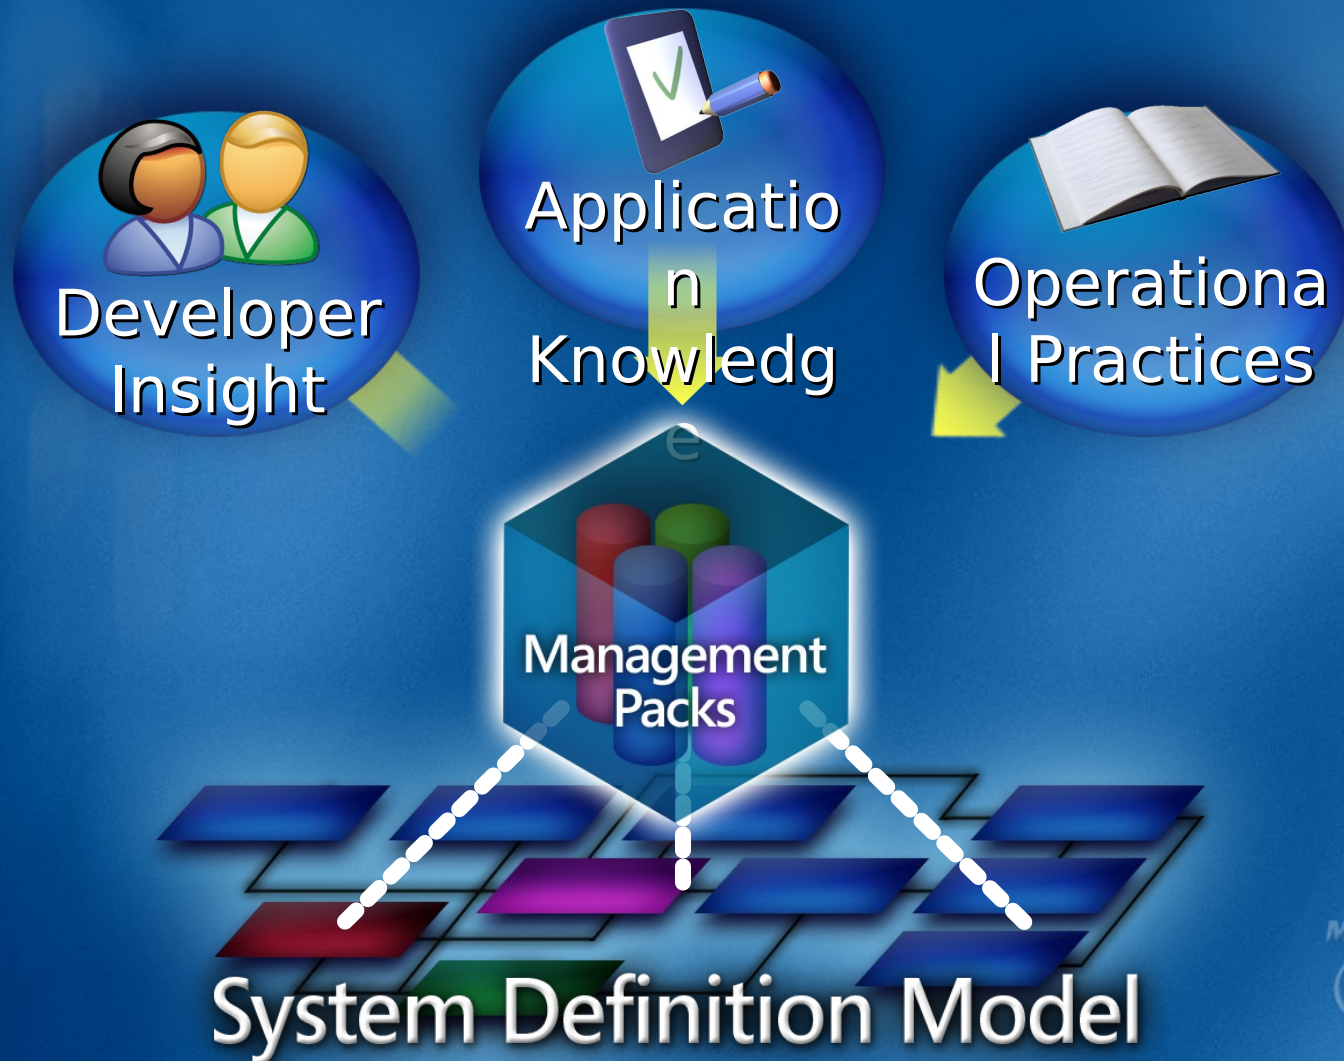 Developer
Insight
Applicatio
n
Knowledg
e
Operationa
l Practices
Management
Packs
System Definition Model